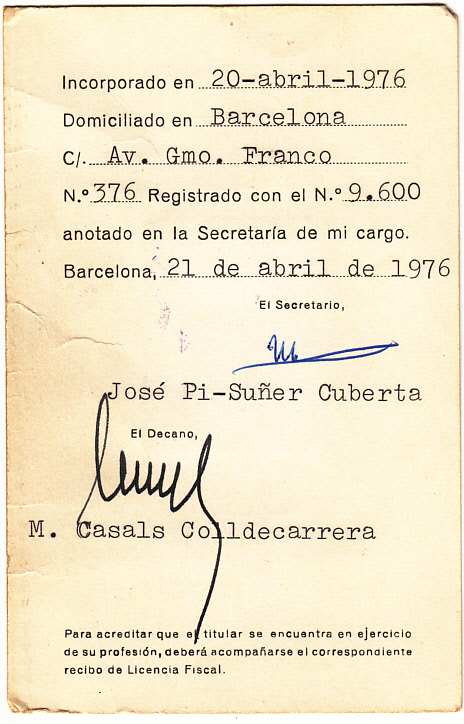 Incorporado en 20-abril-1976
Domiciliado en Barcelona
C/. Av. Gmo. Franco
N.º 376 Registrado con el N.º 9.600
anotado en la Secretaría de mi cargo.
Barcelona, 21 de abril de 1976
El Secretario,
José Pi-Suñer Cuberta
El Decano,
M. Casals Colldecarrera
Para acreditar que el titular se encuentra en ejercicio
de su profesión, deberá acompañarse el correspondiente
recibo de Licencia Fiscal.